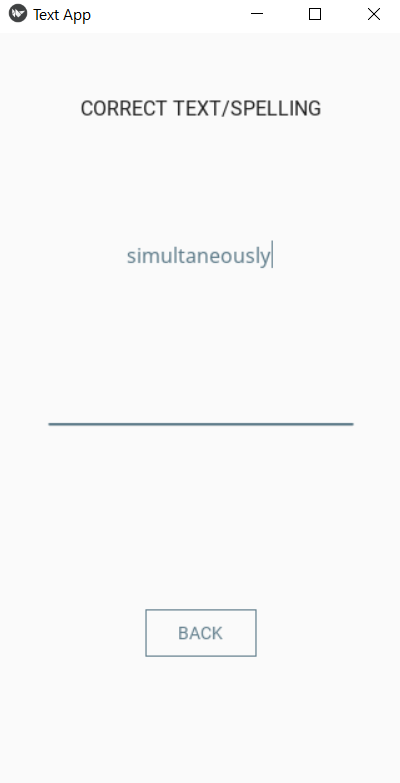 Text App
CORRECT TEXT/SPELLING
simultaneously
BACK